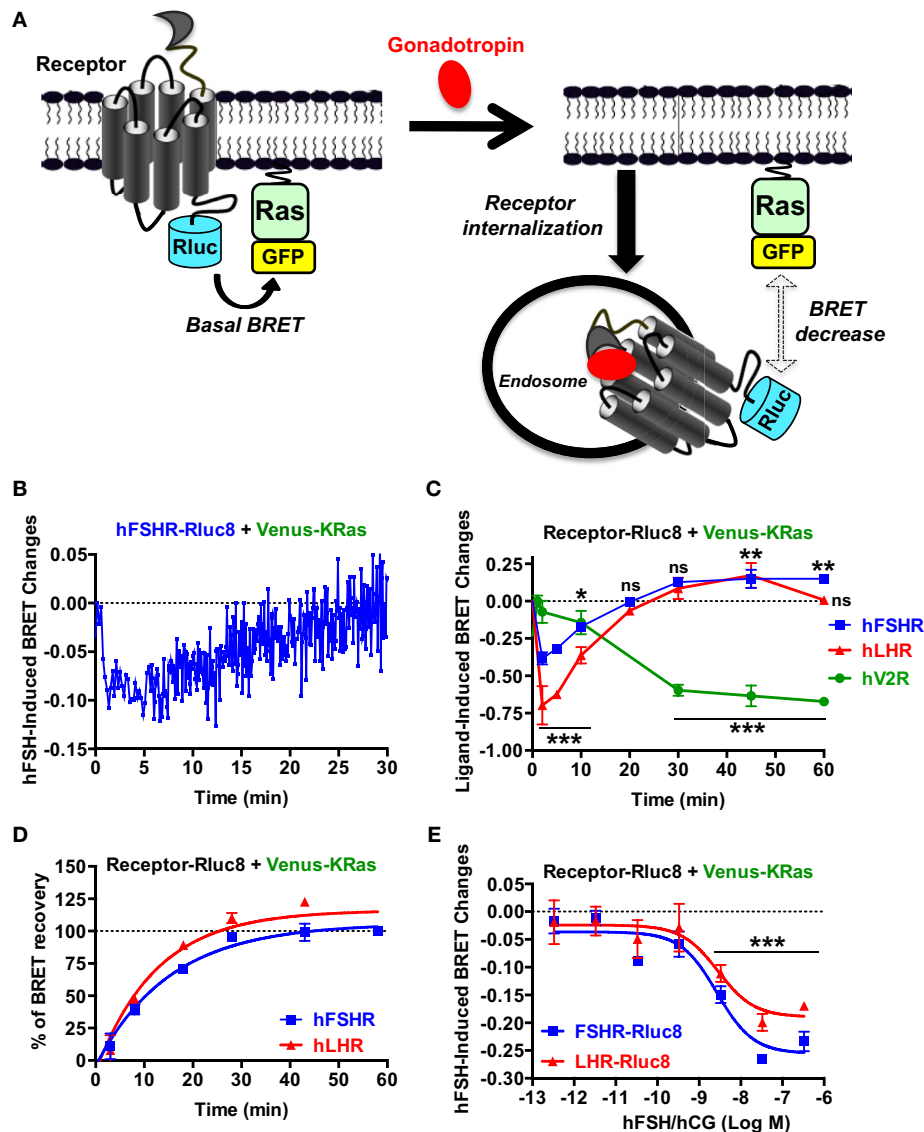 A
Receptor
Gonadotropin
Rluc
Ras
GFP
Basal BRET
Receptor
internalization
Ras
GFP
BRET
decrease
Endosome
Rluc
B
hFSHR-Rluc8 + Venus-KRas
hFSH-Induced BRET Changes
0.05
0.00
-0.05
-0.10
-0.15
0 5 10 15 20 25 30
Time (min)
C
Receptor-Rluc8 + Venus-KRas
Ligand-Induced BRET Changes
0.25
0.00
-0.25
-0.50
-0.75
-1.00
* ns ns ** ** ns
*** ***
hFSHR
hLHR
hV2R
0 10 20 30 40 50 60
Time (min)
D
Receptor-Rluc8 + Venus-KRas
% of BRET recovery
150
125
100
75
50
25
0
hFSHR
hLHR
0 10 20 30 40 50 60
Time (min)
E
Receptor-Rluc8 + Venus-KRas
hFSH-Induced BRET Changes
0.05
0.00
-0.05
-0.10
-0.15
-0.20
-0.25
-0.30
***
FSHR-Rluc8
LHR-Rluc8
-13 -12 -11 -10 -9 -8 -7 -6
hFSH/hCG (Log M)